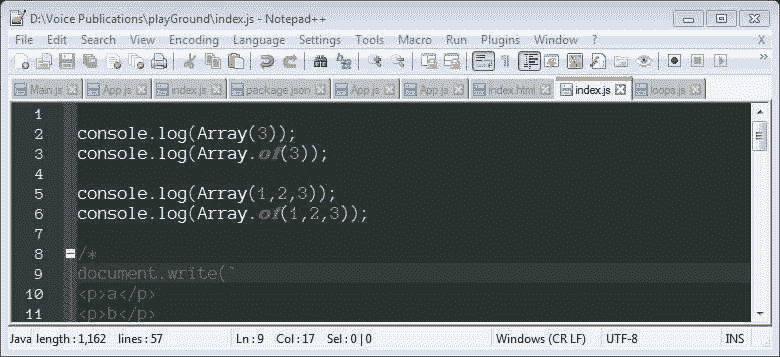 D:\Voice Publications\playGround\index.js - Notepad++
File Edit Search View Encoding Language Settings Tools Macro Run Plugins Window ? X
Main.js App.js index.js package.json App.js App.js index.html index.js loops.js
1
2 console.log(Array(3));
3 console.log(Array.of(3));
4
5 console.log(Array(1,2,3));
6 console.log(Array.of(1,2,3));
7
8 /*
9 document.write(`
10 <p>a</p>
11 <p>b</p>
Java length : 1,162 lines : 57 Ln : 9 Col : 17 Sel : 0 | 0 Windows (CR LF) UTF-8 INS